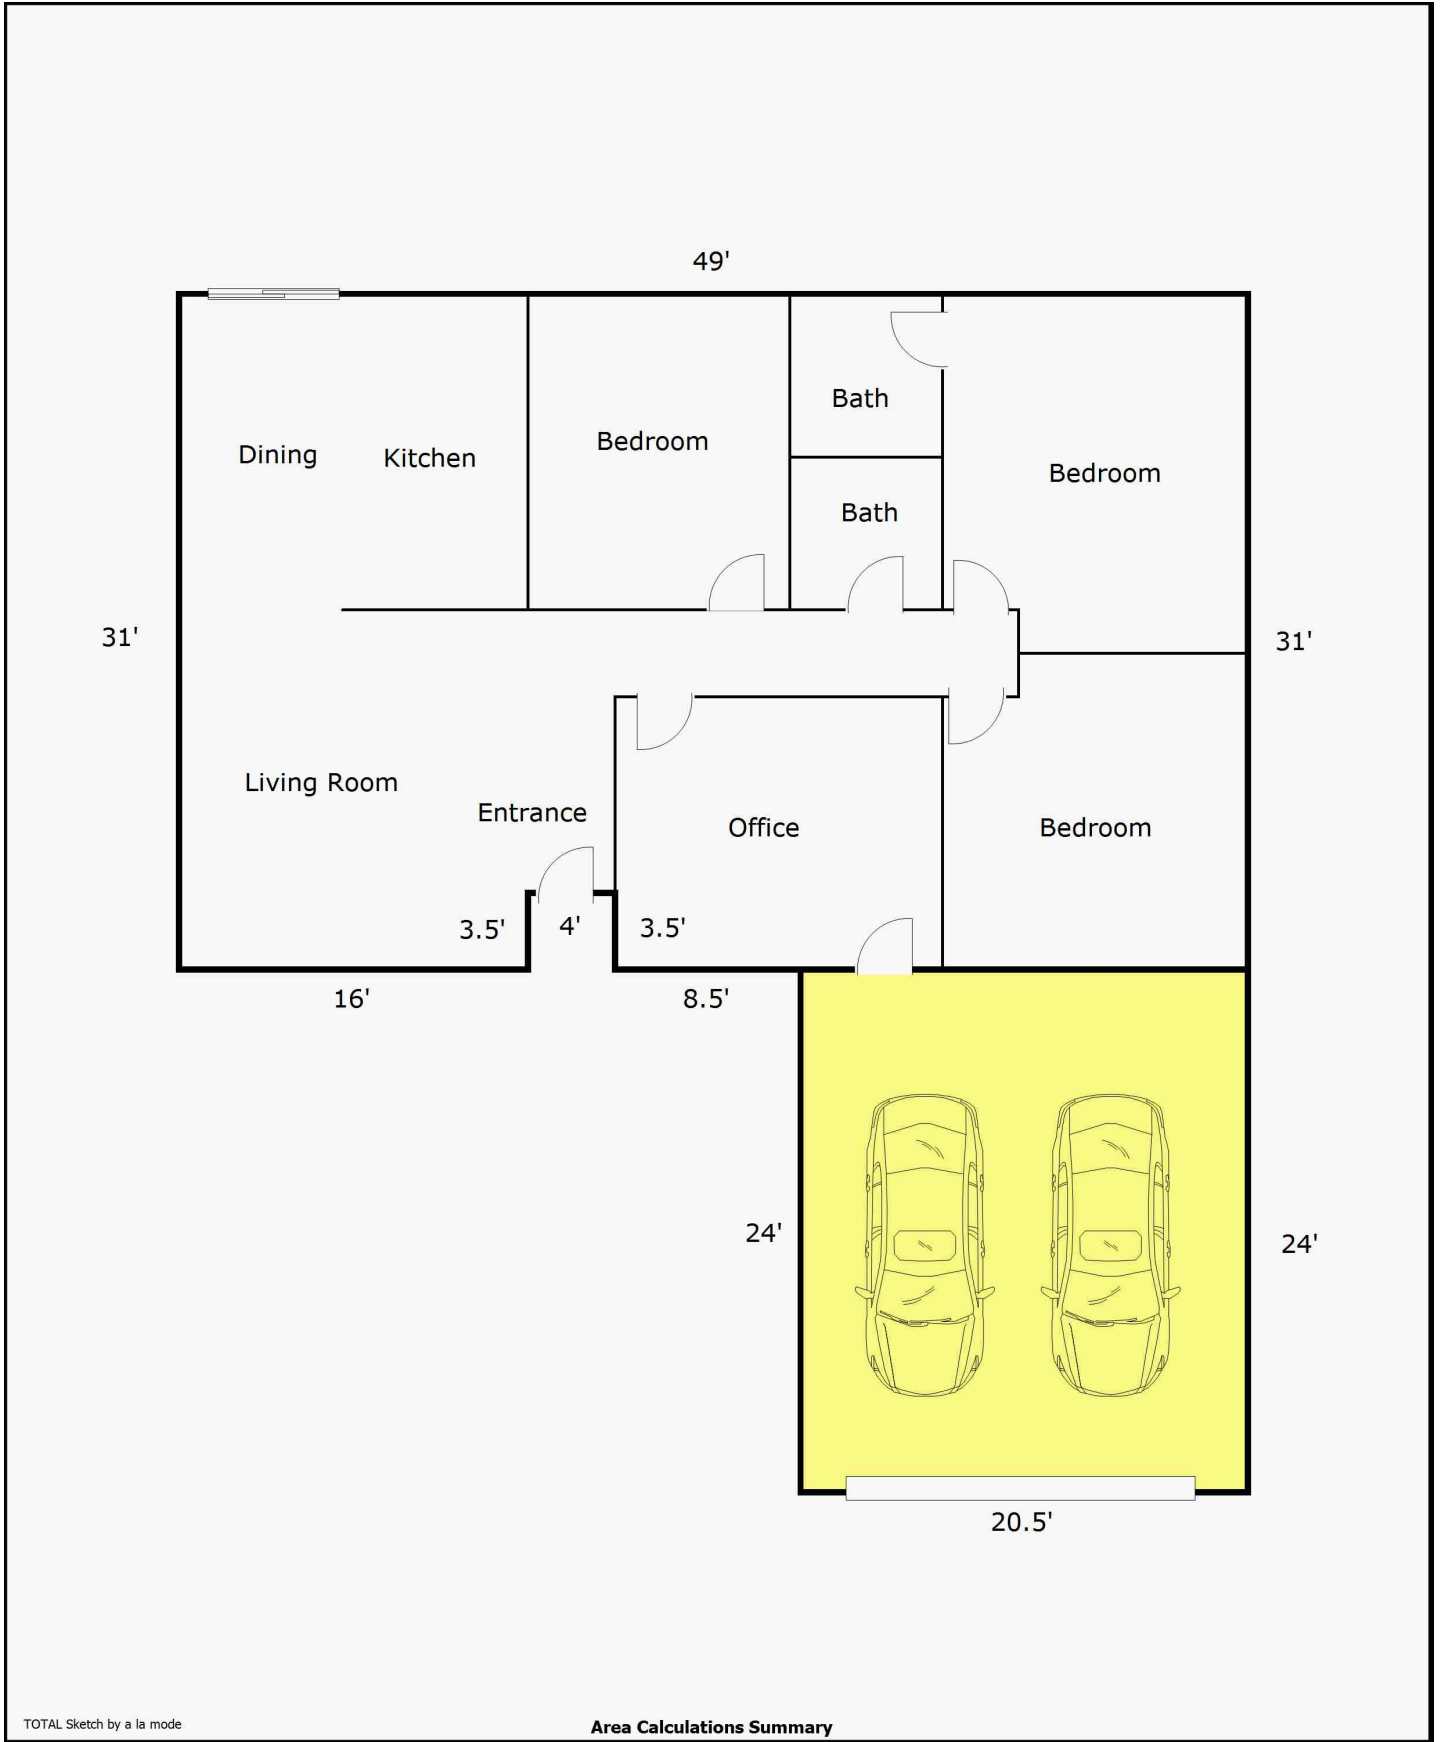 49'
Bath
Bedroom
Dining
Kitchen
Bedroom
Bath
31'
31'
Living Room
Entrance
Office
Bedroom
3.5'
4'
3.5'
16'
8.5'
24'
24'
20.5'
TOTAL Sketch by a la mode
Area Calculations Summary